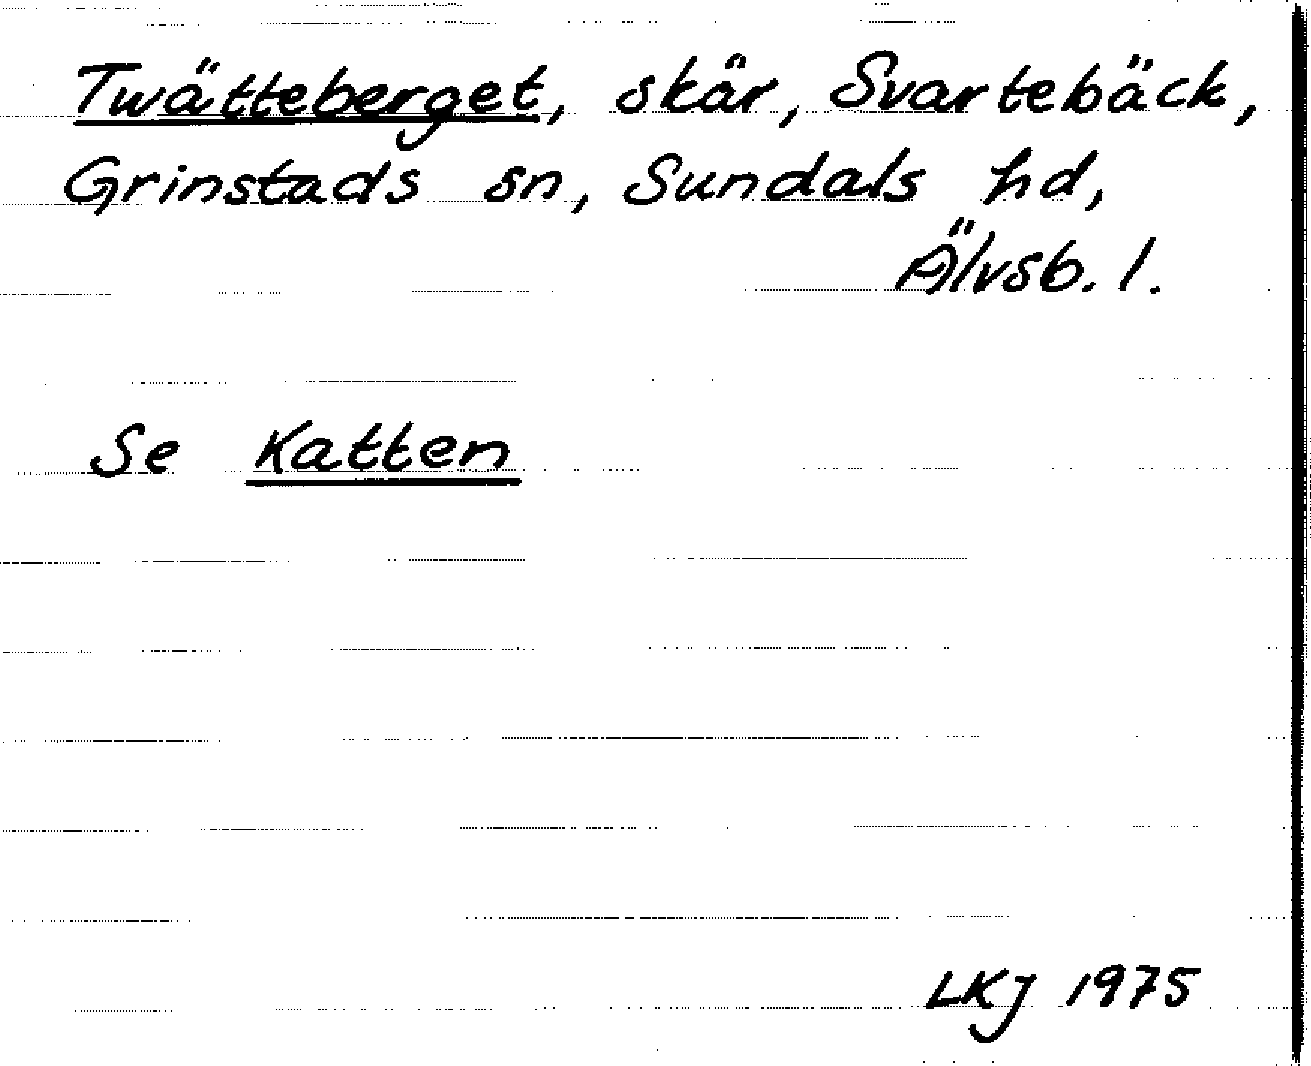 Twätteberget, skär, Svartebäck,
Grinstads sn, Sundals hd,
Älvsb. l.
Se Katten
LKJ 1975